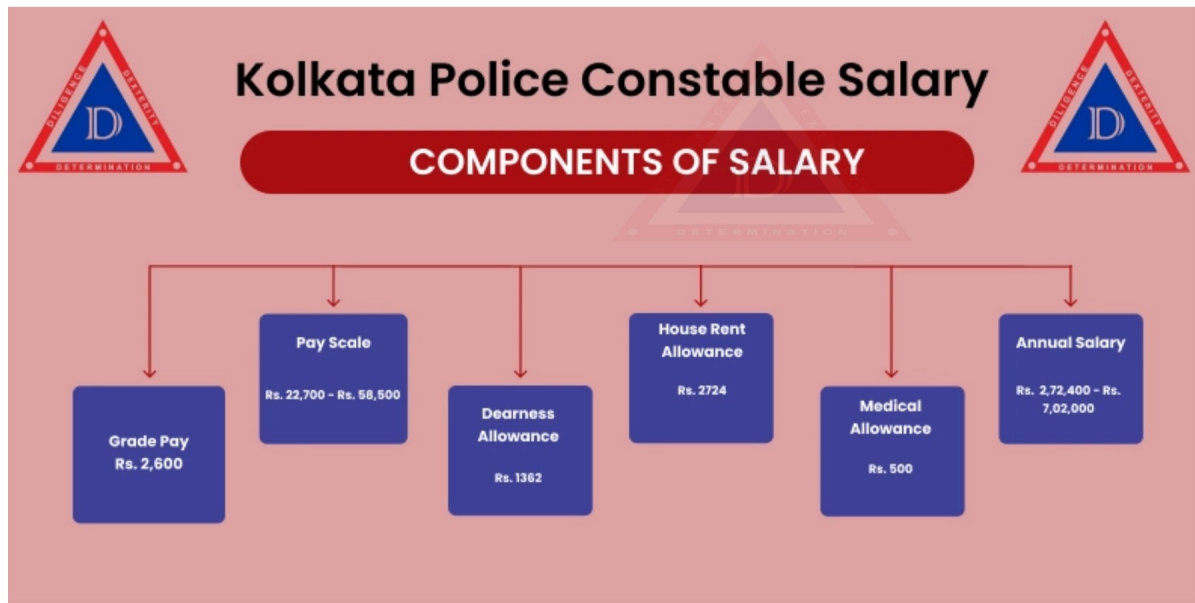 Kolkata Police Constable Salary
COMPONENTS OF SALARY
DILIGENCE
DEXTERITY
DETERMINATION
D
DILIGENCE
DEXTERITY
DETERMINATION
D
D
DETERMINATION
Grade Pay
Rs. 2,600
Pay Scale
Rs. 22,700 - Rs. 58,500
Dearness
Allowance
Rs. 1362
House Rent
Allowance
Rs. 2724
Medical
Allowance
Rs. 500
Annual Salary
Rs. 2,72,400 - Rs.
7,02,000